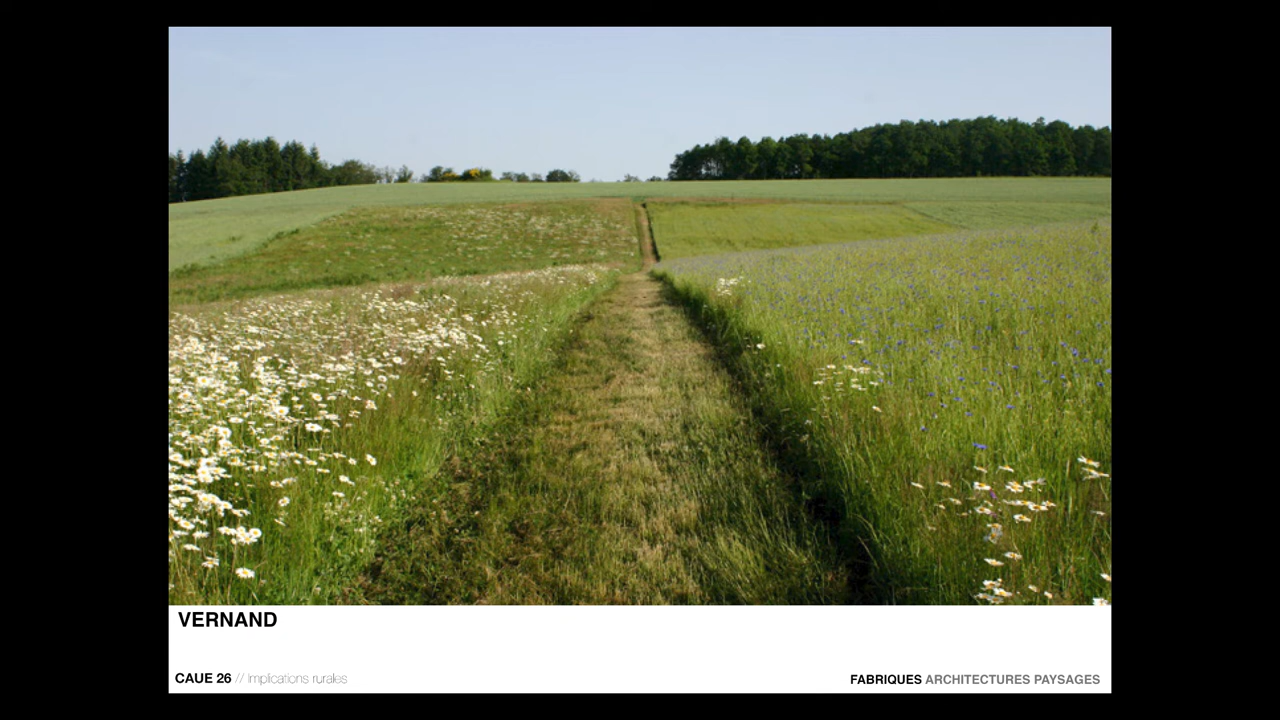 VERNAND
CAUE 26 // Implications rurales
FABRIQUES ARCHITECTURES PAYSAGES